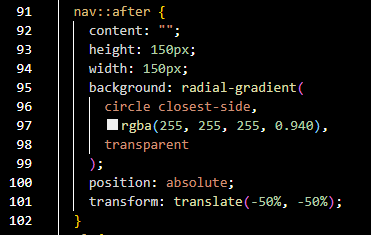 91 nav::after {
92 content: "";
93 height: 150px;
94 width: 150px;
95 background: radial-gradient(
96 circle closest-side,
97 rgba(255, 255, 255, 0.940),
98 transparent
99 );
100 position: absolute;
101 transform: translate(-50%, -50%);
102 }